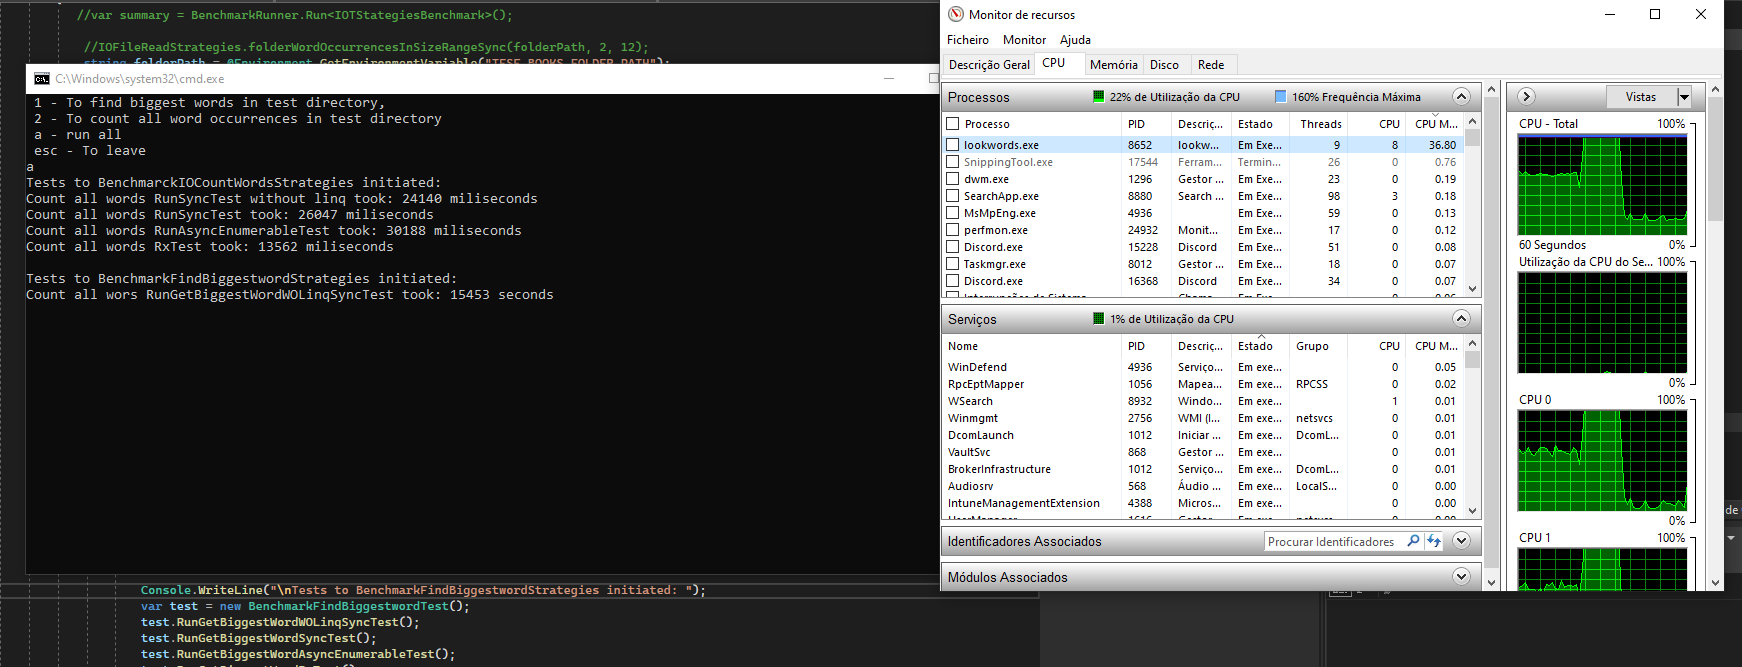 //var summary = BenchmarkRunner.Run<IOTStategiesBenchmark>();
//IOFileReadStrategies.folderWordOccurrencesInSizeRangeSync(folderPath, 2, 12);
string folderPath = @Environment.GetEnvironmentVariable("TESE_BOOKS_FOLDER_PATH");
C:\Windows\system32\cmd.exe
1 - To find biggest words in test directory,
2 - To count all word occurrences in test directory
a - run all
esc - To leave
a
Tests to BenchmarckIOCountWordsStrategies initiated:
Count all words RunSyncTest without linq took: 24140 miliseconds
Count all words RunSyncTest took: 26047 miliseconds
Count all words RunAsyncEnumerableTest took: 30188 miliseconds
Count all words RxTest took: 13562 miliseconds
Tests to BenchmarkFindBiggestwordStrategies initiated:
Count all wors RunGetBiggestWordWOLinqSyncTest took: 15453 seconds
Console.WriteLine("\nTests to BenchmarkFindBiggestwordStrategies initiated: ");
var test = new BenchmarkFindBiggestwordTest();
test.RunGetBiggestWordWOLinqSyncTest();
test.RunGetBiggestWordSyncTest();
test.RunGetBiggestWordAsyncEnumerableTest();
Monitor de recursos
Ficheiro Monitor Ajuda
Descrição Geral CPU Memória Disco Rede
Processos 22% de Utilização da CPU 160% Frequência Máxima
Processo PID Descriç... Estado Threads CPU CPU M...
lookwords.exe 8652 lookw... Em Exe... 9 8 36.80
SnippingTool.exe 17544 Ferram... Termin... 26 0 0.76
dwm.exe 1296 Gestor ... Em Exe... 23 0 0.19
SearchApp.exe 8880 Search ... Em Exe... 98 3 0.18
MsMpEng.exe 4936 Em Exe... 59 0 0.13
perfmon.exe 24932 Monit... Em Exe... 17 0 0.12
Discord.exe 15228 Discord Em Exe... 51 0 0.08
Taskmgr.exe 8012 Gestor ... Em Exe... 18 0 0.07
Discord.exe 16368 Discord Em Exe... 34 0 0.07
Serviços 1% de Utilização da CPU
Nome PID Descriç... Estado Grupo CPU CPU M...
WinDefend 4936 Serviço... Em exe... 0 0.05
RpcEptMapper 1056 Mapea... Em exe... RPCSS 0 0.02
WSearch 8932 Windo... Em exe... 1 0.01
Winmgmt 2756 WMI (I... Em exe... netsvcs 0 0.01
DcomLaunch 1012 Iniciar ... Em exe... DcomL... 0 0.01
VaultSvc 868 Gestor ... Em exe... 0 0.01
BrokerInfrastructure 1012 Serviço... Em exe... DcomL... 0 0.01
Audiosrv 568 Áudio ... Em exe... LocalS... 0 0.00
IntuneManagementExtension 4388 Micros... Em exe... 0 0.00
Identificadores Associados Procurar Identificadores
Módulos Associados
Vistas
CPU - Total 100%
60 Segundos 0%
Utilização da CPU do Se... 100%
0%
CPU 0 100%
0%
CPU 1 100%
de